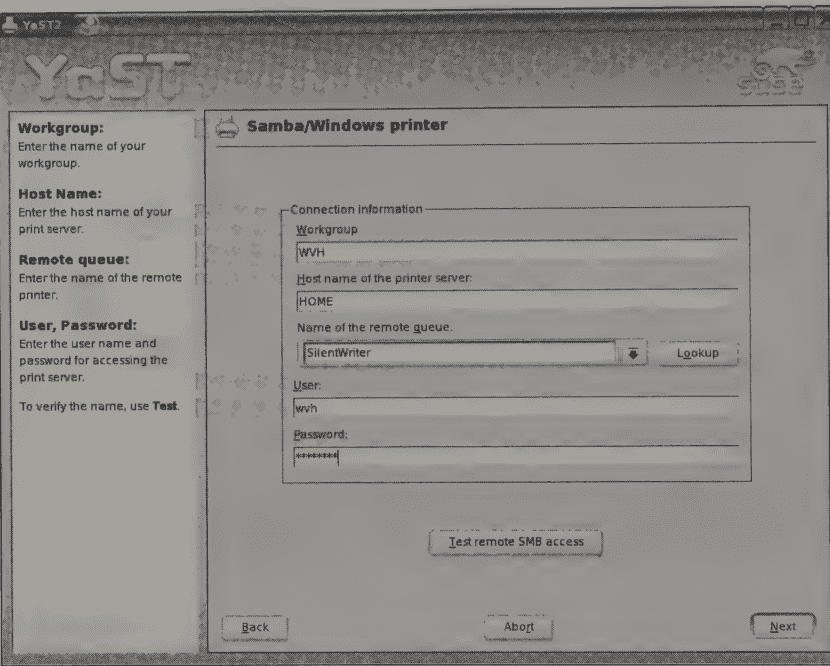 YaST2
YaST
SuSE
Workgroup:
Enter the name of your
workgroup.
Host Name:
Enter the host name of your
print server.
Remote queue:
Enter the name of the remote
printer.
User, Password:
Enter the user name and
password for accessing the
print server.
To verify the name, use Test.
Samba/Windows printer
Connection information
Workgroup
WVH
Host name of the printer server:
HOME
Name of the remote queue.
SilentWriter
Lookup
User:
wvh
Password:
********
Test remote SMB access
Back
Abort
Next